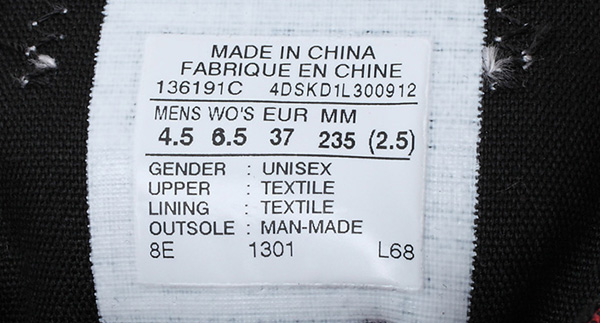 MADE IN CHINA
FABRIQUE EN CHINE
136191C 4DSKD1L300912
MENS WO'S EUR MM
4.5 6.5 37 235 (2.5)
GENDER : UNISEX
UPPER : TEXTILE
LINING : TEXTILE
OUTSOLE : MAN-MADE
8E 1301 L68